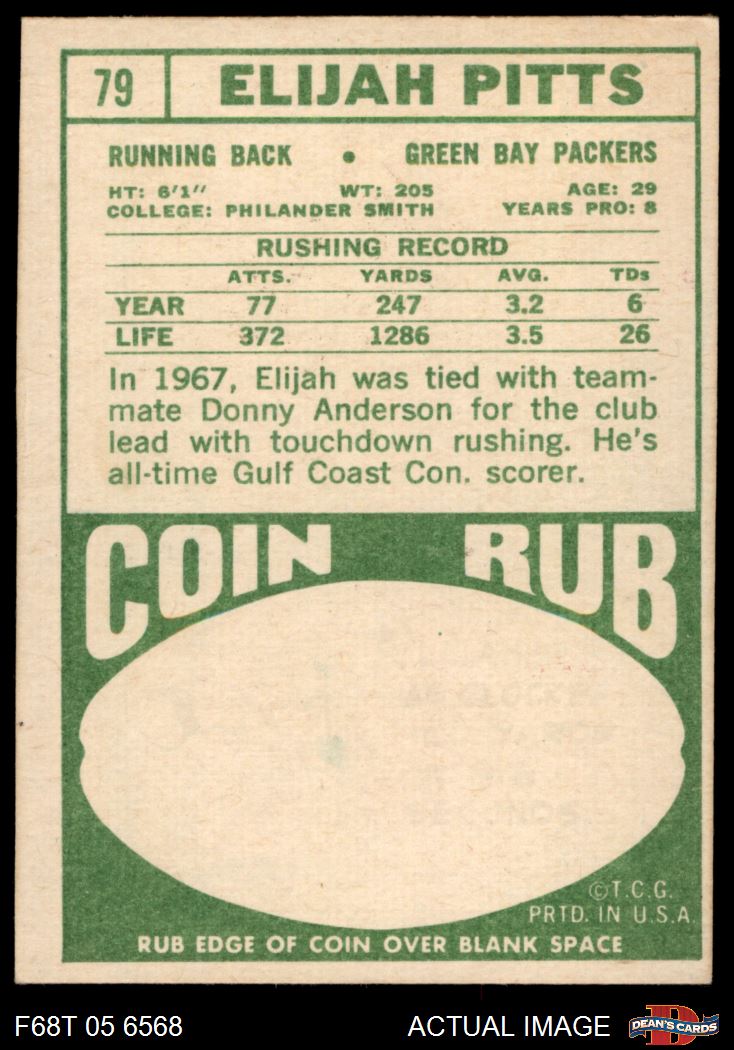 79 ELIJAH PITTS
RUNNING BACK • GREEN BAY PACKERS
HT: 6'1" WT: 205 AGE: 29
COLLEGE: PHILANDER SMITH YEARS PRO: 8
RUSHING RECORD
ATTS. YARDS AVG. TDs
YEAR 77 247 3.2 6
LIFE 372 1286 3.5 26
In 1967, Elijah was tied with team-
mate Donny Anderson for the club
lead with touchdown rushing. He's
all-time Gulf Coast Con. scorer.
COIN RUB
©T.C.G.
PRTD. IN U.S.A.
RUB EDGE OF COIN OVER BLANK SPACE
F68T 05 6568 ACTUAL IMAGE
DEAN'S CARDS